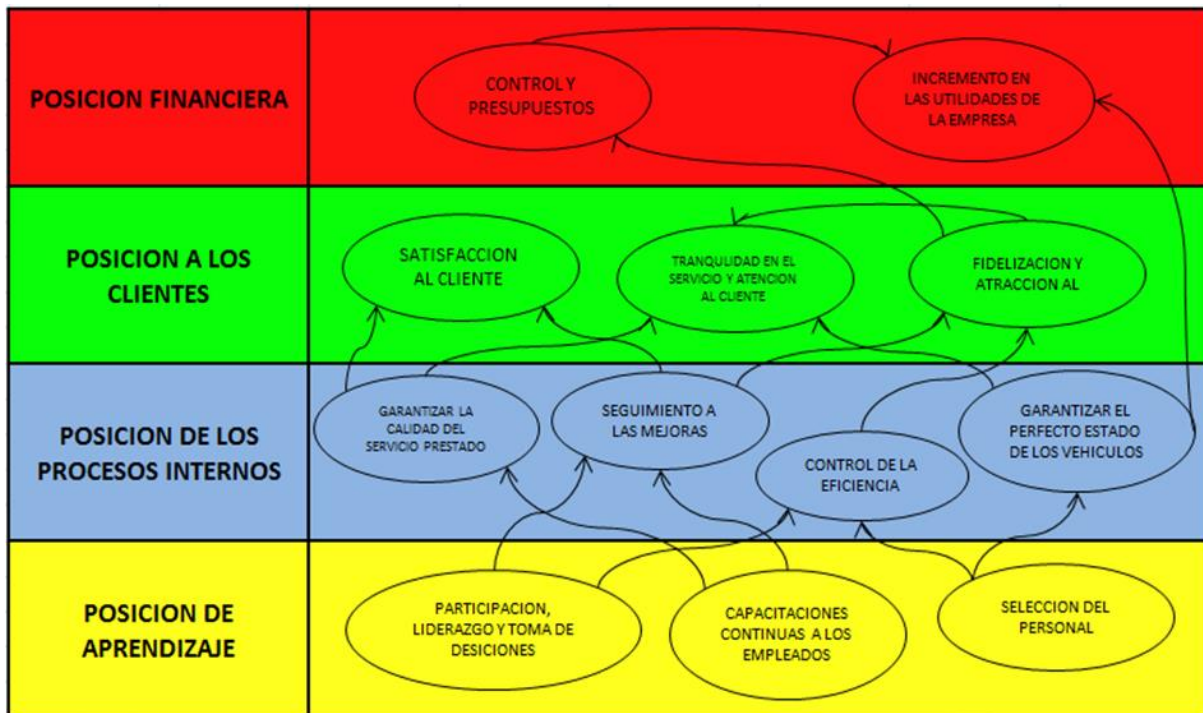 POSICION FINANCIERA
CONTROL Y
PRESUPUESTOS
INCREMENTO EN
LAS UTILIDADES DE
LA EMPRESA
POSICION A LOS
CLIENTES
SATISFACCION
AL CLIENTE
TRANQUILIDAD EN EL
SERVICIO Y ATENCION
AL CLIENTE
FIDELIZACION Y
ATRACCION AL
POSICION DE LOS
PROCESOS INTERNOS
GARANTIZAR LA
CALIDAD DEL
SERVICIO PRESTADO
SEGUIMIENTO A
LAS MEJORAS
CONTROL DE LA
EFICIENCIA
GARANTIZAR EL
PERFECTO ESTADO
DE LOS VEHICULOS
POSICION DE
APRENDIZAJE
PARTICIPACION,
LIDERAZGO Y TOMA DE
DESICIONES
CAPACITACIONES
CONTINUAS A LOS
EMPLEADOS
SELECCION DEL
PERSONAL